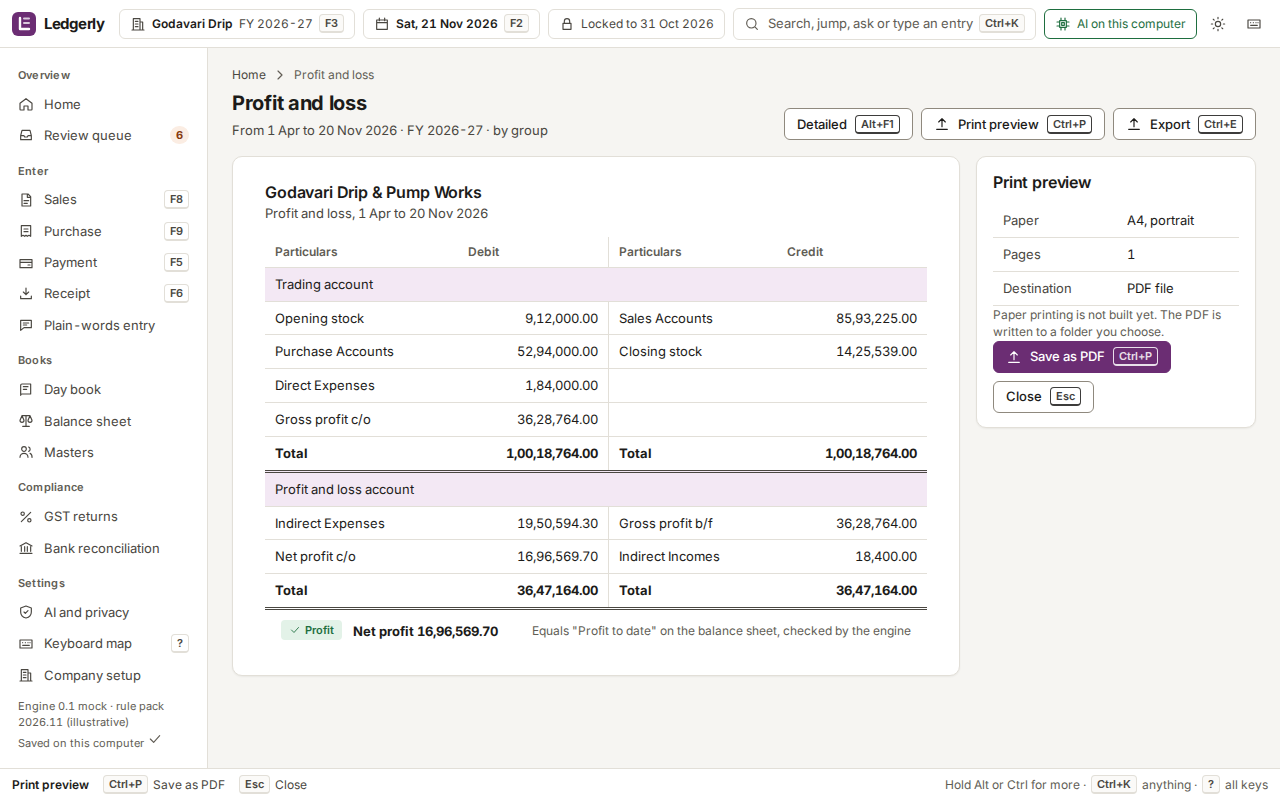 Ledgerly
Godavari Drip FY 2026-27 F3
Sat, 21 Nov 2026 F2
Locked to 31 Oct 2026
Search, jump, ask or type an entry Ctrl+K
AI on this computer
Overview
Home
Review queue 6
Enter
Sales F8
Purchase F9
Payment F5
Receipt F6
Plain-words entry
Books
Day book
Balance sheet
Masters
Compliance
GST returns
Bank reconciliation
Settings
AI and privacy
Keyboard map ?
Company setup
Engine 0.1 mock · rule pack
2026.11 (illustrative)
Saved on this computer
Home > Profit and loss
Profit and loss
From 1 Apr to 20 Nov 2026 · FY 2026-27 · by group
Detailed Alt+F1
Print preview Ctrl+P
Export Ctrl+E
Godavari Drip & Pump Works
Profit and loss, 1 Apr to 20 Nov 2026
Particulars Debit Particulars Credit
Trading account
Opening stock 9,12,000.00 Sales Accounts 85,93,225.00
Purchase Accounts 52,94,000.00 Closing stock 14,25,539.00
Direct Expenses 1,84,000.00
Gross profit c/o 36,28,764.00
Total 1,00,18,764.00 Total 1,00,18,764.00
Profit and loss account
Indirect Expenses 19,50,594.30 Gross profit b/f 36,28,764.00
Net profit c/o 16,96,569.70 Indirect Incomes 18,400.00
Total 36,47,164.00 Total 36,47,164.00
Profit Net profit 16,96,569.70 Equals "Profit to date" on the balance sheet, checked by the engine
Print preview
Paper A4, portrait
Pages 1
Destination PDF file
Paper printing is not built yet. The PDF is
written to a folder you choose.
Save as PDF Ctrl+P
Close Esc
Print preview Ctrl+P Save as PDF Esc Close
Hold Alt or Ctrl for more · Ctrl+K anything · ? all keys